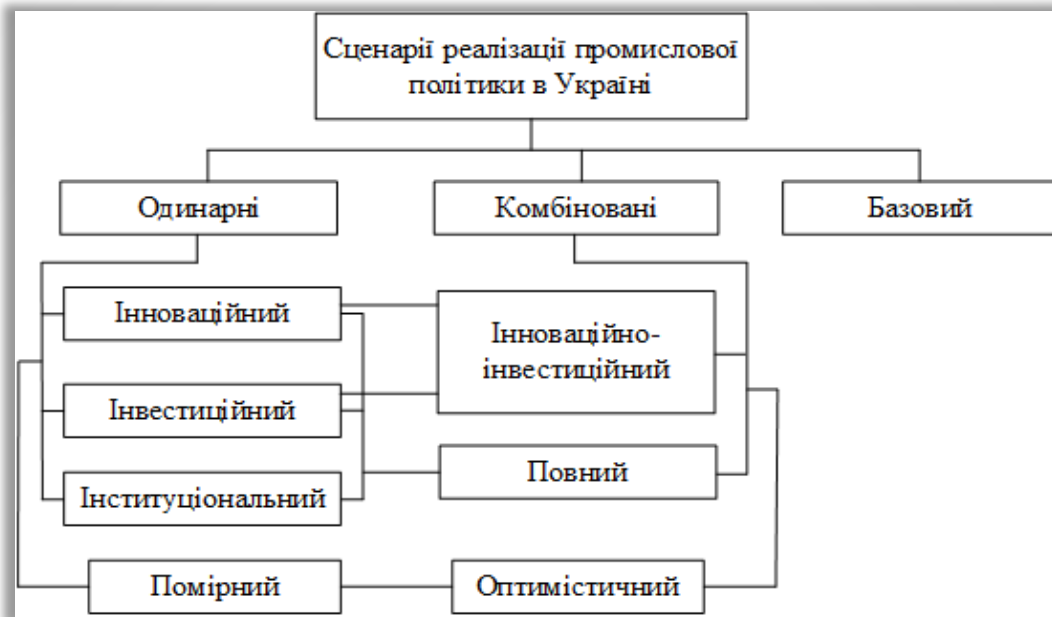 Сценарії реалізації промислової
політики в Україні
Одинарні
Комбіновані
Базовий
Інноваційний
Інноваційно-
інвестиційний
Інвестиційний
Повний
Інституціональний
Помірний
Оптимістичний